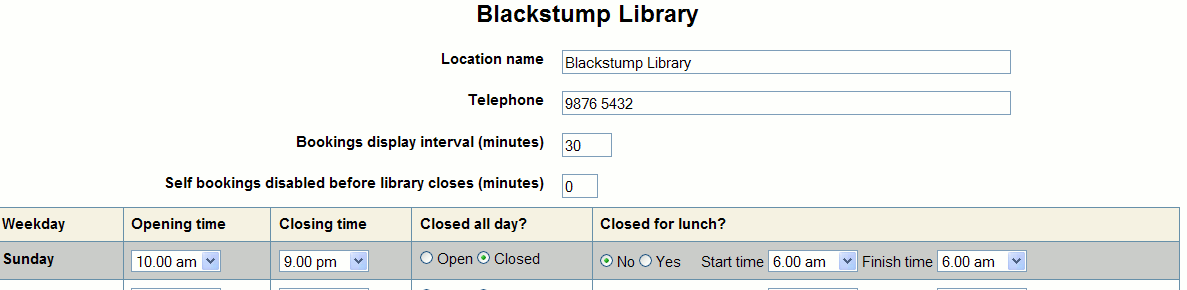 Blackstump Library
Location name Blackstump Library
Telephone 9876 5432
Bookings display interval (minutes) 30
Self bookings disabled before library closes (minutes) 0
Weekday Opening time Closing time Closed all day? Closed for lunch?
Sunday 10.00 am 9.00 pm Open Closed No Yes Start time 6.00 am Finish time 6.00 am